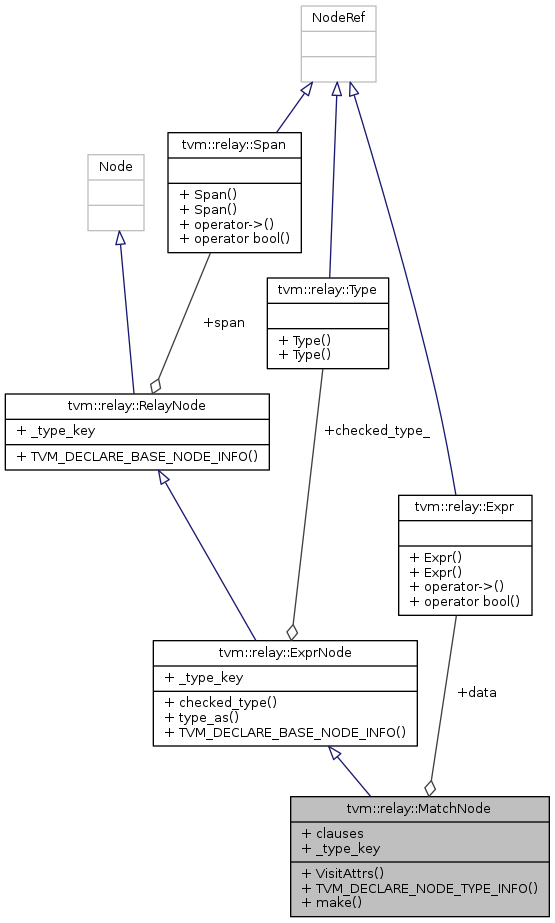 NodeRef
tvm::relay::Span
+ Span()
+ Span()
+ operator->()
+ operator bool()
Node
tvm::relay::Type
+ Type()
+ Type()
+span
tvm::relay::RelayNode
+ _type_key
+ TVM_DECLARE_BASE_NODE_INFO()
+checked_type_
tvm::relay::Expr
+ Expr()
+ Expr()
+ operator->()
+ operator bool()
tvm::relay::ExprNode
+ _type_key
+ checked_type()
+ type_as()
+ TVM_DECLARE_BASE_NODE_INFO()
+data
tvm::relay::MatchNode
+ clauses
+ _type_key
+ VisitAttrs()
+ TVM_DECLARE_NODE_TYPE_INFO()
+ make()